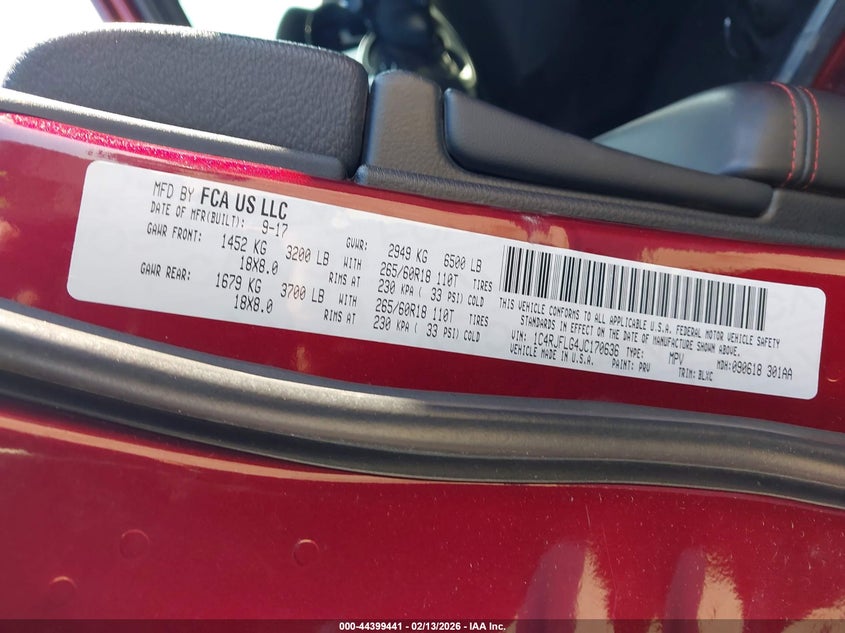 MFD BY FCA US LLC
DATE OF MFR(BUILT): 9-17
GAWR FRONT: 1452 KG 3200 LB
18X8.0
GAWR REAR: 1679 KG 3700 LB
18X8.0
GVWR: 2949 KG 6500 LB
WITH 265/60R18 110T TIRES
RIMS AT 230 KPA ( 33 PSI) COLD
WITH 265/60R18 110T TIRES
RIMS AT 230 KPA ( 33 PSI) COLD
THIS VEHICLE CONFORMS TO ALL APPLICABLE U.S.A. FEDERAL MOTOR VEHICLE SAFETY
STANDARDS IN EFFECT ON THE DATE OF MANUFACTURE SHOWN ABOVE.
VIN: 1C4RJFLG4JC170636 TYPE: MPV MDH:090618 301AA
VEHICLE MADE IN U.S.A. PAINT: PRV TRIM: BLXC
000-44399441 - 02/13/2026 - IAA Inc.